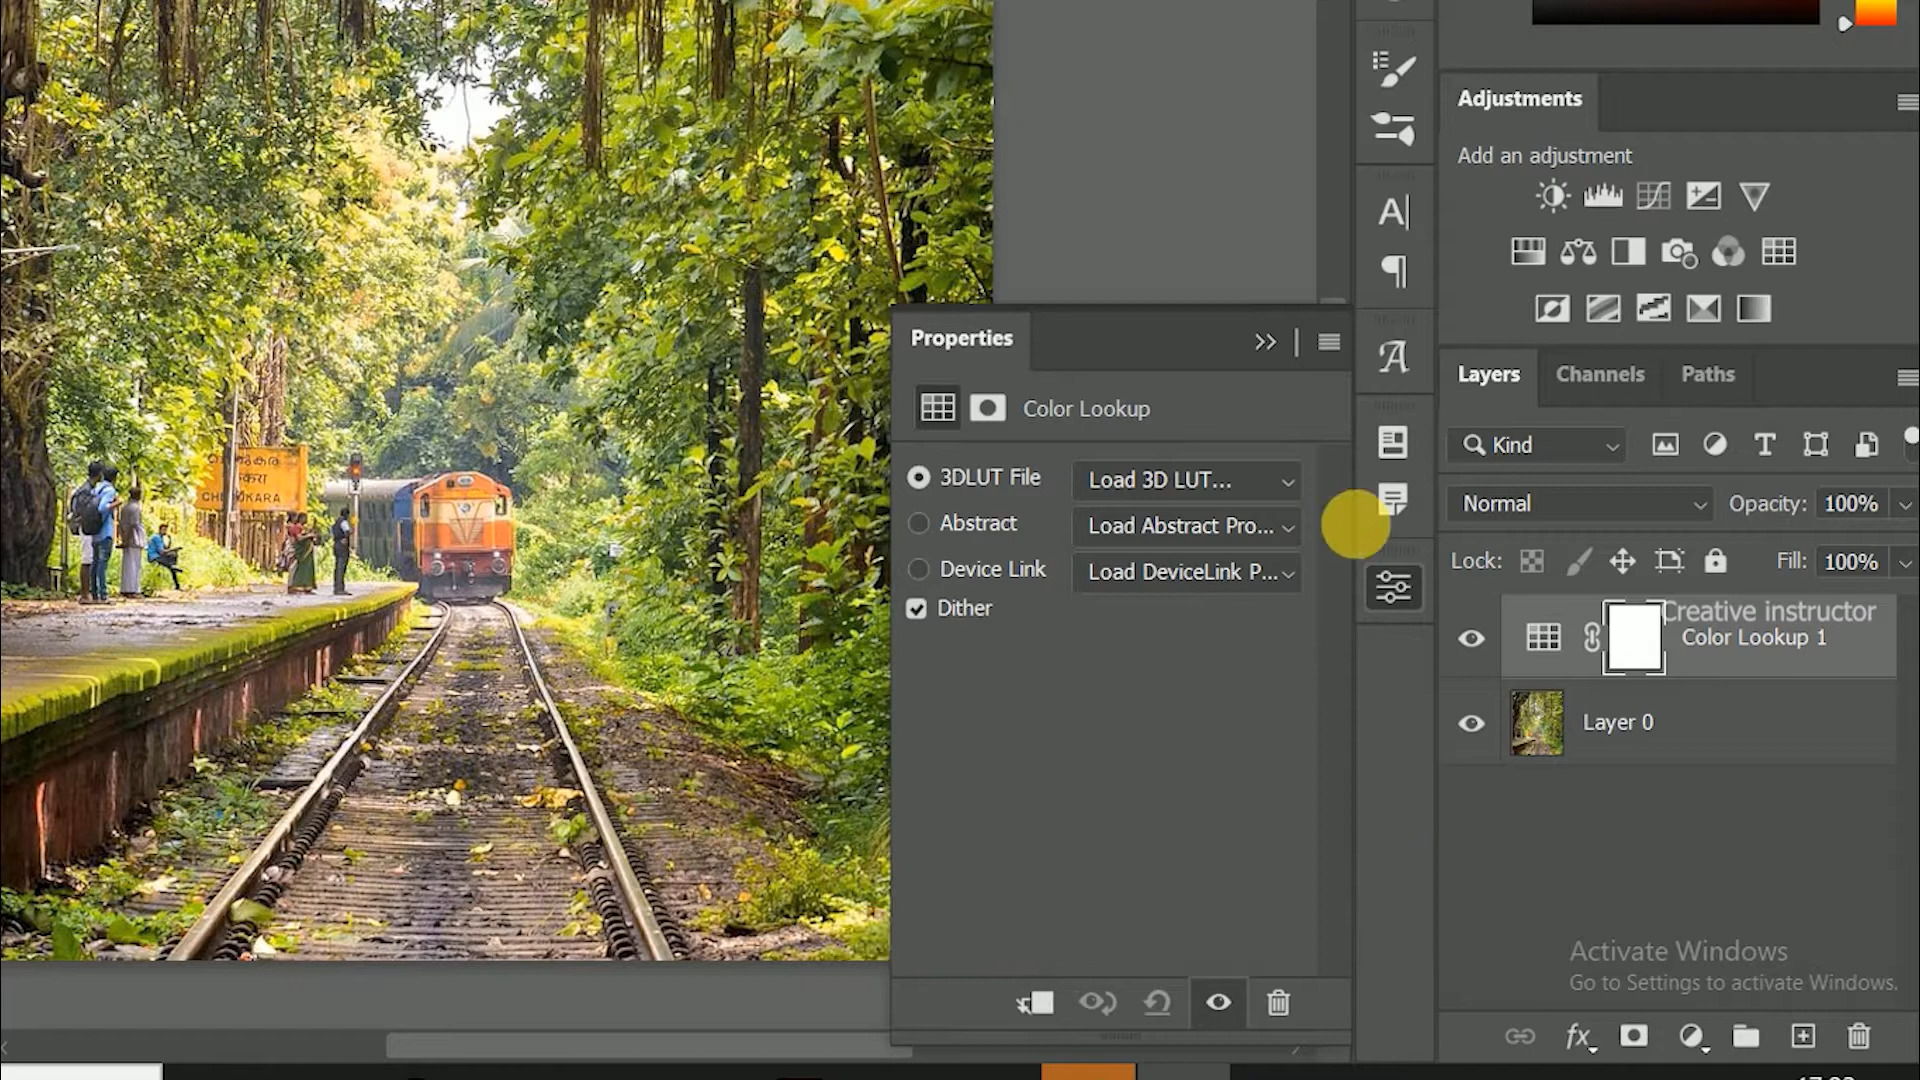 Adjustments
Add an adjustment
Properties
Color Lookup
3DLUT File
Load 3D LUT...
Abstract
Load Abstract Pro...
Device Link
Load DeviceLink P...
Dither
Layers
Channels
Paths
Kind
Normal
Opacity:
100%
Lock:
Fill:
100%
Creative instructor
Color Lookup 1
Layer 0
Activate Windows
Go to Settings to activate Windows.